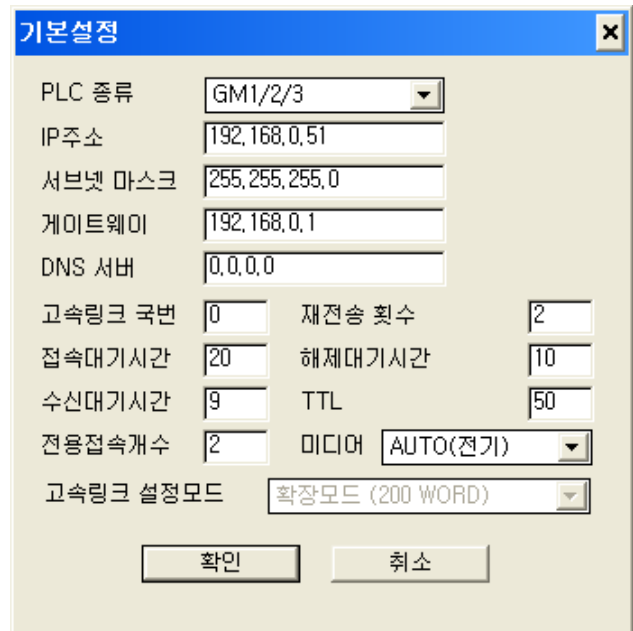 기본설정
PLC 종류 GM1/2/3
IP주소 192,168,0,51
서브넷 마스크 255,255,255,0
게이트웨이 192,168,0,1
DNS 서버 0,0,0,0
고속링크 국번 0 재전송 횟수 2
접속대기시간 20 해제대기시간 10
수신대기시간 9 TTL 50
전용접속개수 2 미디어 AUTO(전기)
고속링크 설정모드 확장모드 (200 WORD)
확인 취소